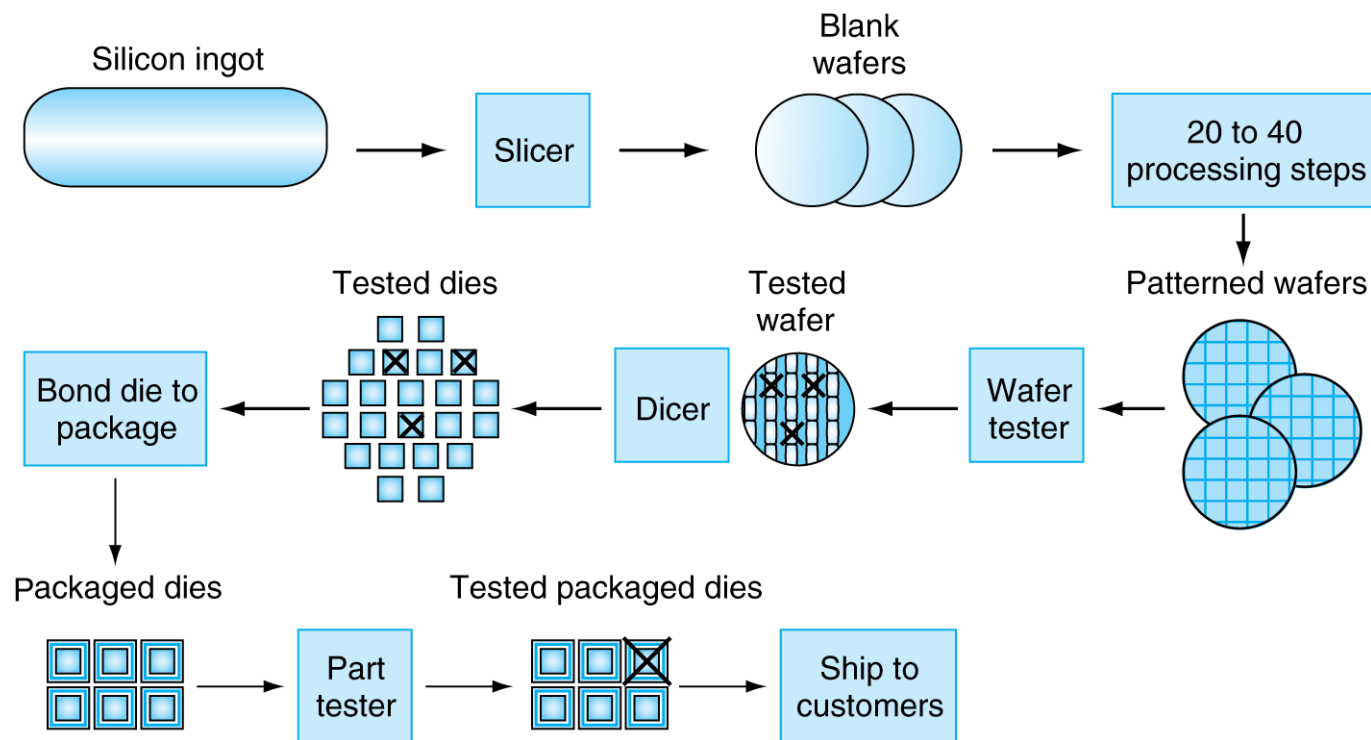 Silicon ingot
Slicer
Blank
wafers
20 to 40
processing steps
Patterned wafers
Wafer
tester
Tested
wafer
Dicer
Tested dies
Bond die to
package
Packaged dies
Part
tester
Tested packaged dies
Ship to
customers